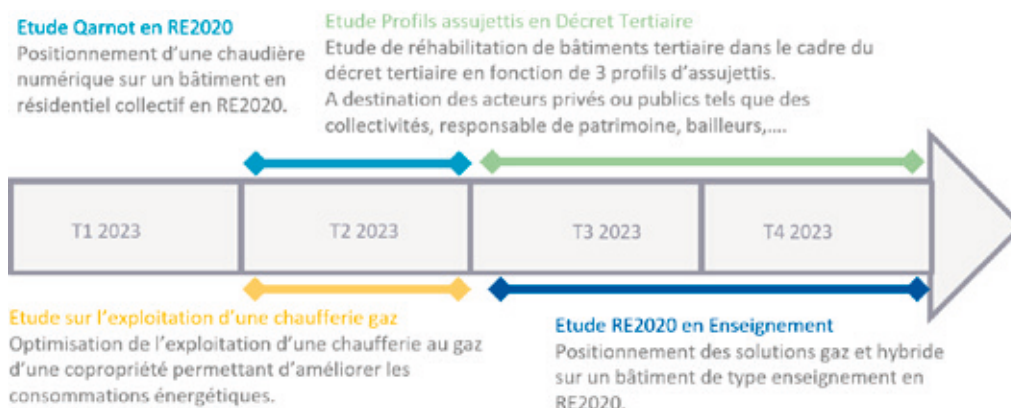 Etude Qarnot en RE2020
Positionnement d'une chaudière
numérique sur un bâtiment en
résidentiel collectif en RE2020.
Etude Profils assujettis en Décret Tertiaire
Etude de réhabilitation de bâtiments tertiaire dans le cadre du
décret tertiaire en fonction de 3 profils d'assujettis.
A destination des acteurs privés ou publics tels que des
collectivités, responsable de patrimoine, bailleurs,....
T1 2023
T2 2023
T3 2023
T4 2023
Etude sur l'exploitation d'une chaufferie gaz
Optimisation de l'exploitation d'une chaufferie au gaz
d'une copropriété permettant d'améliorer les
consommations énergétiques.
Etude RE2020 en Enseignement
Positionnement des solutions gaz et hybride
sur un bâtiment de type enseignement en
RE2020.